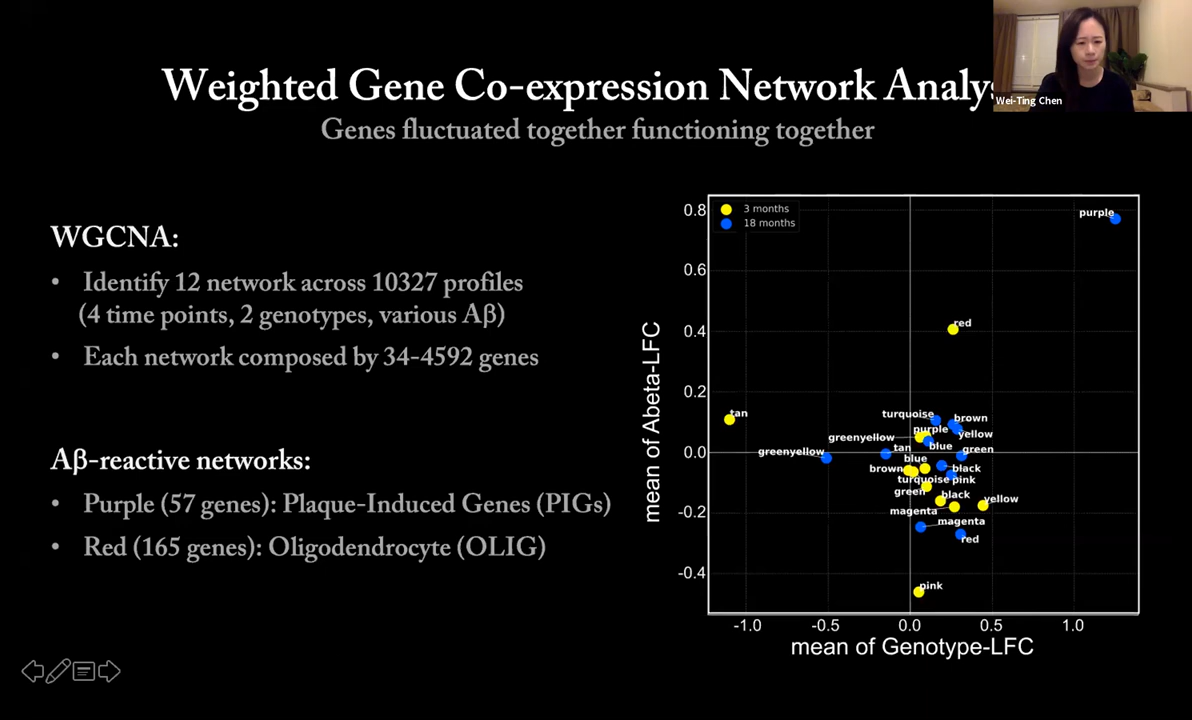 Weighted Gene Co-expression Network Analys
Genes fluctuated together functioning together
Wei-Ting Chen
WGCNA:
• Identify 12 network across 10327 profiles
(4 time points, 2 genotypes, various Aβ)
• Each network composed by 34-4592 genes
Aβ-reactive networks:
• Purple (57 genes): Plaque-Induced Genes (PIGs)
• Red (165 genes): Oligodendrocyte (OLIG)
mean of Abeta-LFC
0.8
0.6
0.4
0.2
0.0
-0.2
-0.4
3 months
18 months
purple
red
tan
turquoise
brown
purple
yellow
greenyellow
blue
tan
green
greenyellow
blue
brown
black
turquoise
pink
green
black
yellow
magenta
magenta
red
pink
-1.0
-0.5
0.0
0.5
1.0
mean of Genotype-LFC